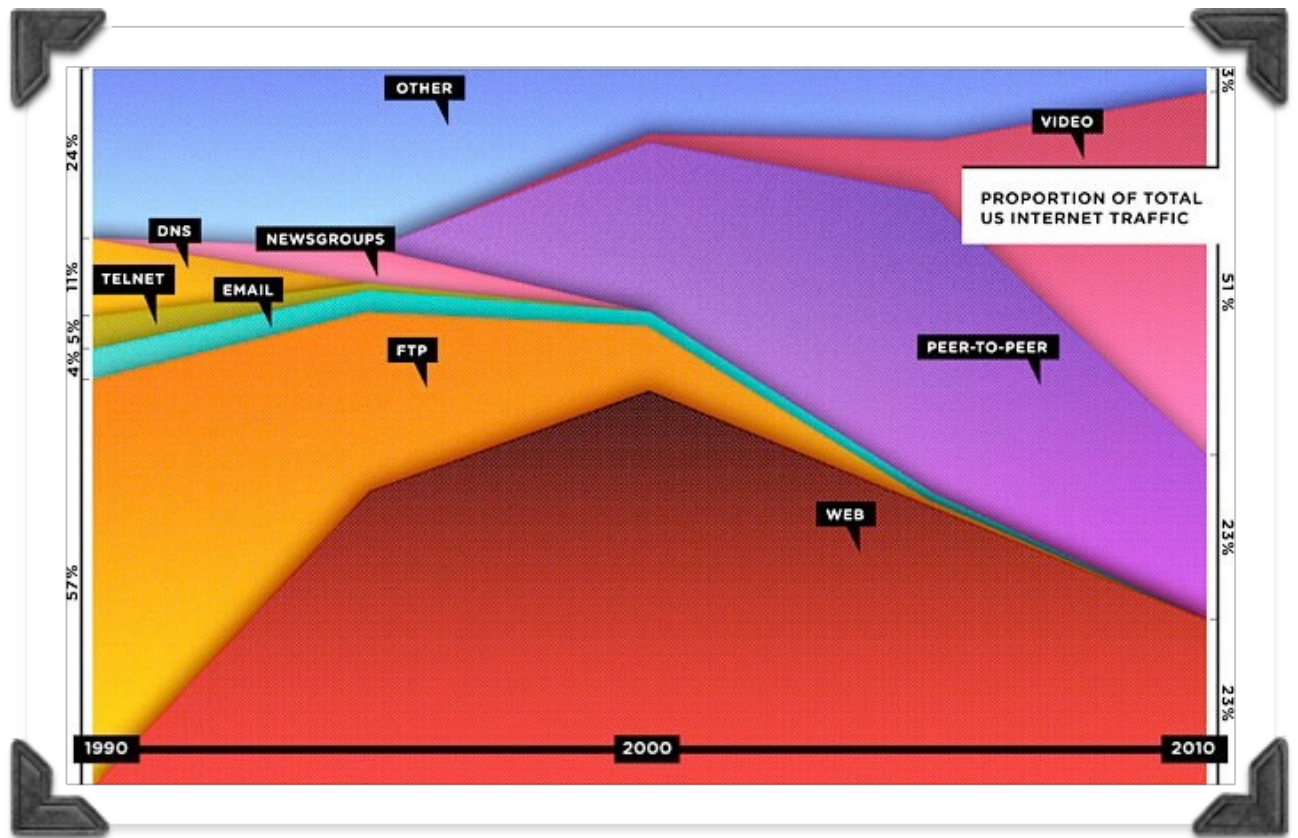 OTHER
3%
VIDEO
24%
PROPORTION OF TOTAL
US INTERNET TRAFFIC
DNS
NEWSGROUPS
TELNET
EMAIL
11%
51 %
5%
4%
FTP
PEER-TO-PEER
WEB
23%
57%
23%
1990
2000
2010